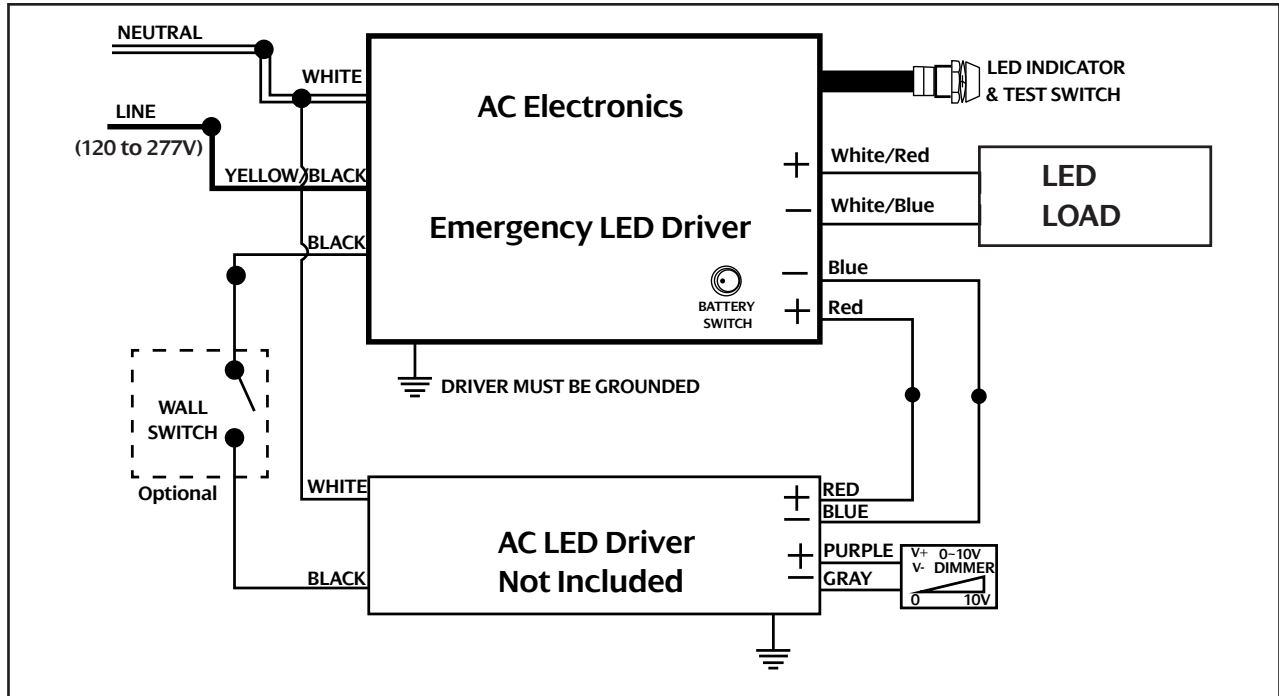 NEUTRAL
WHITE
LINE
(120 to 277V)
YELLOW/BLACK
BLACK
AC Electronics
Emergency LED Driver
BATTERY
SWITCH
+
−
−
+
White/Red
White/Blue
Blue
Red
LED INDICATOR
& TEST SWITCH
LED
LOAD
DRIVER MUST BE GROUNDED
WALL
SWITCH
Optional
WHITE
BLACK
AC LED Driver
Not Included
+
−
+
−
RED
BLUE
PURPLE
GRAY
V+ 0~10V
V- DIMMER
0 10V